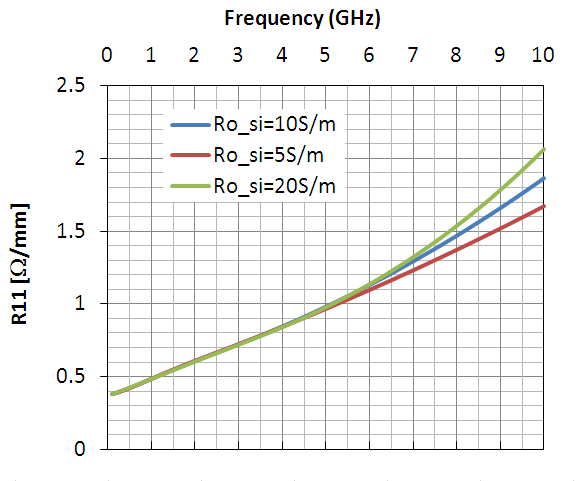 Frequency (GHz)
0 1 2 3 4 5 6 7 8 9 10
2.5
2
1.5
1
0.5
0
R11 [Ω/mm]
Ro_si=10S/m
Ro_si=5S/m
Ro_si=20S/m